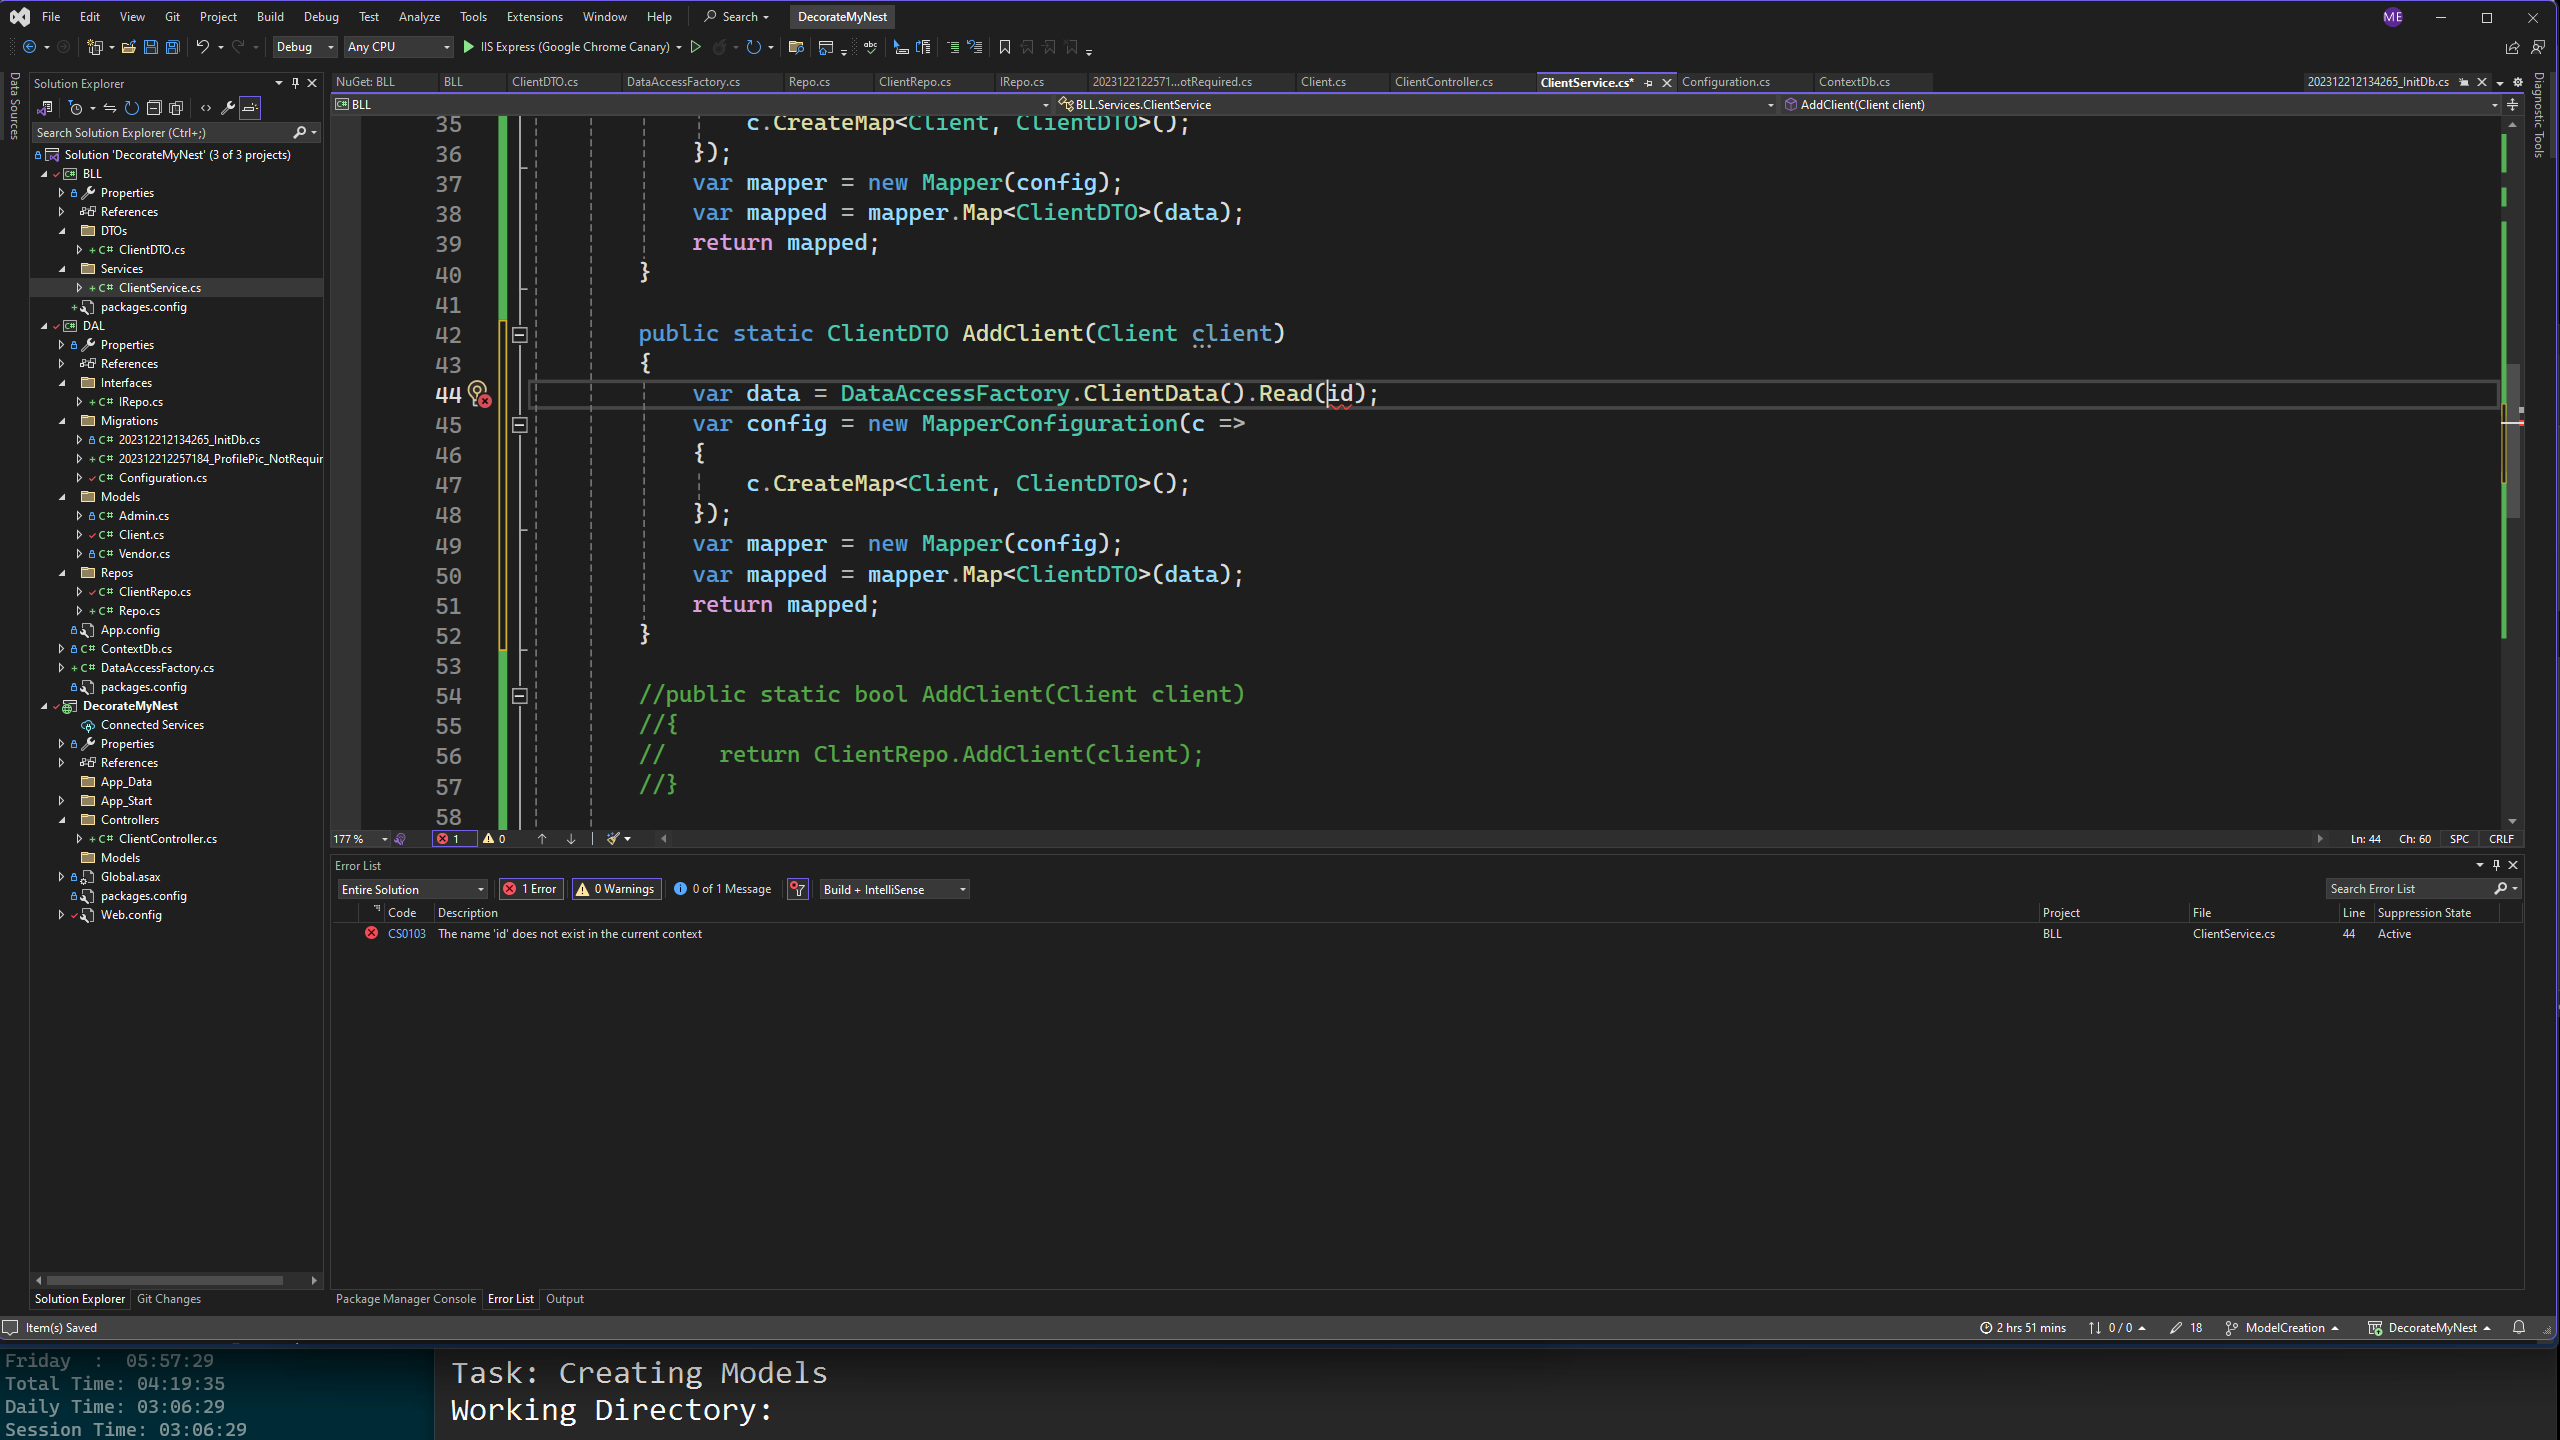 File Edit View Git Project Build Debug Test Analyze Tools Extensions Window Help Search DecorateMyNest ME
Debug Any CPU IIS Express (Google Chrome Canary)
Data Sources
Solution Explorer
Search Solution Explorer (Ctrl+;)
Solution 'DecorateMyNest' (3 of 3 projects)
BLL
Properties
References
DTOs
C# ClientDTO.cs
Services
C# ClientService.cs
packages.config
DAL
Properties
References
Interfaces
C# IRepo.cs
Migrations
C# 202312212134265_InitDb.cs
C# 202312212257184_ProfilePic_NotRequir
C# Configuration.cs
Models
C# Admin.cs
C# Client.cs
C# Vendor.cs
Repos
C# ClientRepo.cs
C# Repo.cs
App.config
C# ContextDb.cs
C# DataAccessFactory.cs
packages.config
DecorateMyNest
Connected Services
Properties
References
App_Data
App_Start
Controllers
C# ClientController.cs
Models
Global.asax
packages.config
Web.config
Solution Explorer Git Changes
NuGet: BLL BLL ClientDTO.cs DataAccessFactory.cs Repo.cs ClientRepo.cs IRepo.cs 2023122122571...otRequired.cs Client.cs ClientController.cs ClientService.cs* Configuration.cs ContextDb.cs 202312212134265_InitDb.cs
C# BLL BLL.Services.ClientService AddClient(Client client)
Diagnostic Tools
35 c.CreateMap<Client, ClientDTO>();
36 });
37 var mapper = new Mapper(config);
38 var mapped = mapper.Map<ClientDTO>(data);
39 return mapped;
40 }
41
42 public static ClientDTO AddClient(Client client)
43 {
44 var data = DataAccessFactory.ClientData().Read(id);
45 var config = new MapperConfiguration(c =>
46 {
47 c.CreateMap<Client, ClientDTO>();
48 });
49 var mapper = new Mapper(config);
50 var mapped = mapper.Map<ClientDTO>(data);
51 return mapped;
52 }
53
54 //public static bool AddClient(Client client)
55 //{
56 //    return ClientRepo.AddClient(client);
57 //}
58
177 % 1 0 Ln: 44 Ch: 60 SPC CRLF
Error List
Entire Solution 1 Error 0 Warnings 0 of 1 Message Build + IntelliSense Search Error List
Code Description Project File Line Suppression State
CS0103 The name 'id' does not exist in the current context BLL ClientService.cs 44 Active
Package Manager Console Error List Output
Item(s) Saved 2 hrs 51 mins 0 / 0 18 ModelCreation DecorateMyNest
Friday  :  05:57:29
Total Time: 04:19:35
Daily Time: 03:06:29
Session Time: 03:06:29
Task: Creating Models
Working Directory: